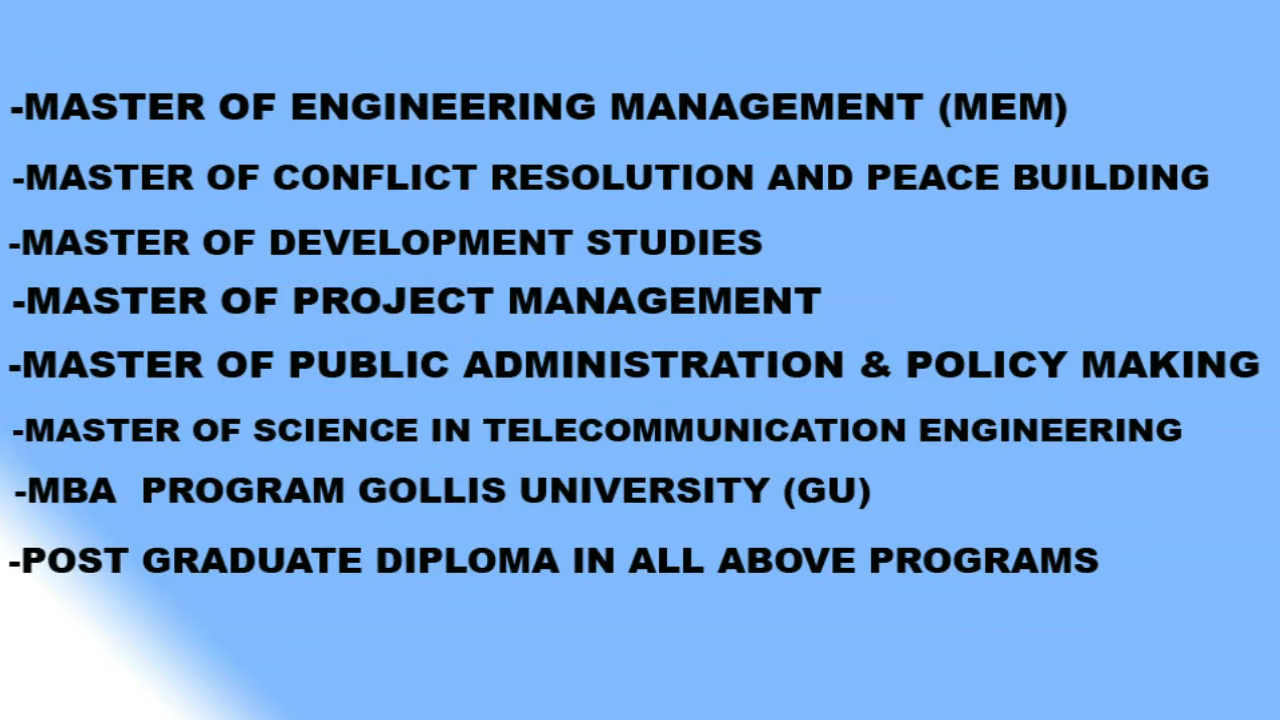 -MASTER OF ENGINEERING MANAGEMENT (MEM)
-MASTER OF CONFLICT RESOLUTION AND PEACE BUILDING
-MASTER OF DEVELOPMENT STUDIES
-MASTER OF PROJECT MANAGEMENT
-MASTER OF PUBLIC ADMINISTRATION & POLICY MAKING
-MASTER OF SCIENCE IN TELECOMMUNICATION ENGINEERING
-MBA  PROGRAM GOLLIS UNIVERSITY (GU)
-POST GRADUATE DIPLOMA IN ALL ABOVE PROGRAMS